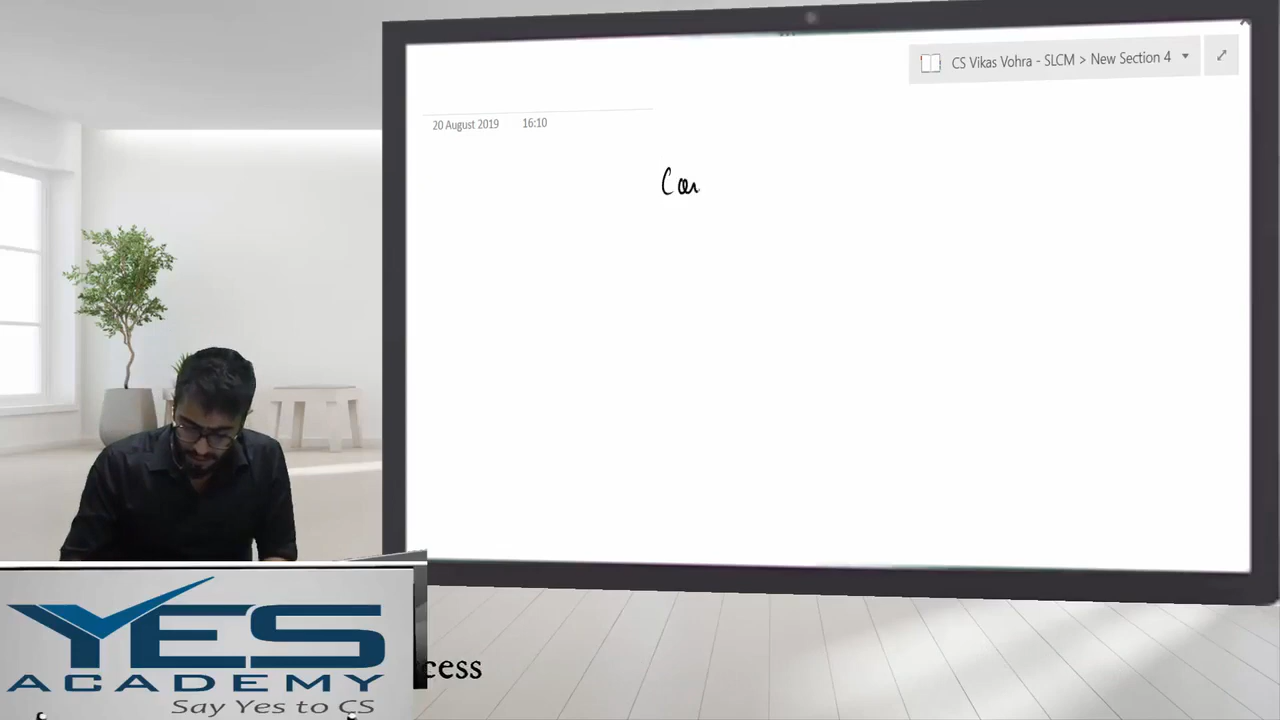 CS Vikas Vohra - SLCM > New Section 4
20 August 2019 16:10
Con
YES
ACADEMY
Say Yes to CS
cess